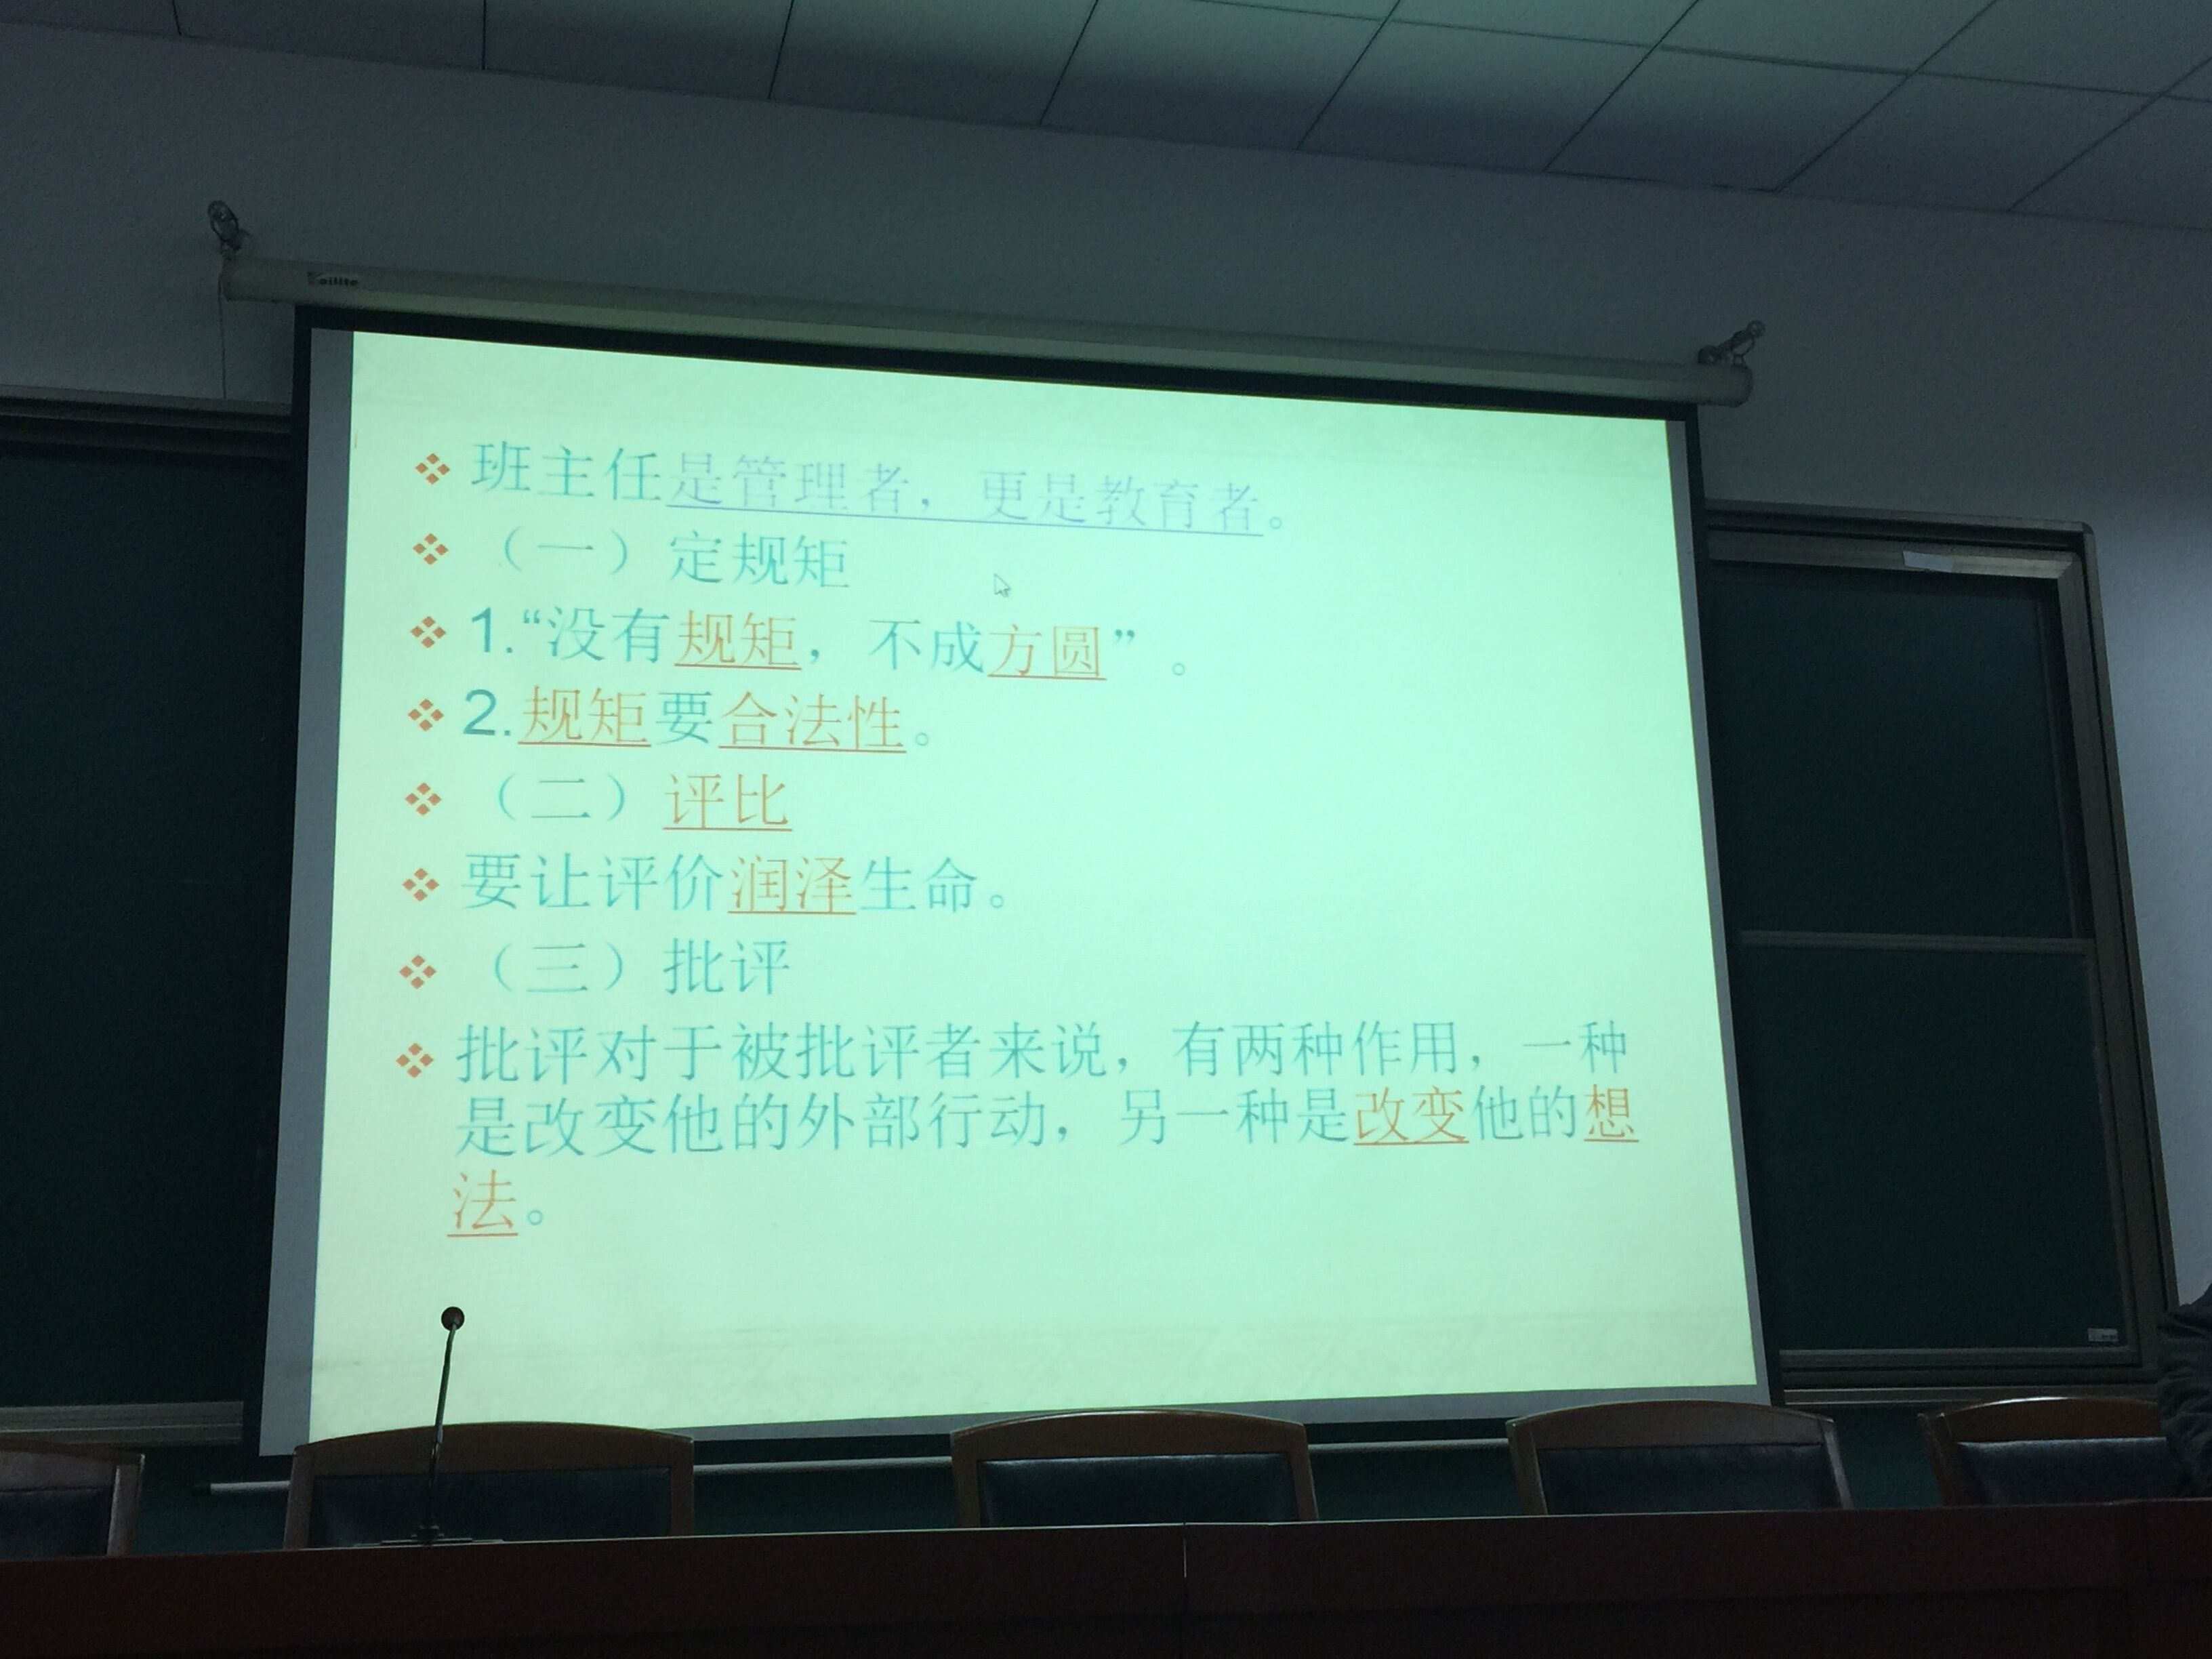 班主任是管理者，更是教育者。
（一）定规矩
1.“没有规矩，不成方圆”。
2.规矩要合法性。
（二）评比
要让评价润泽生命。
（三）批评
批评对于被批评者来说，有两种作用，一种
是改变他的外部行动，另一种是改变他的想
法。